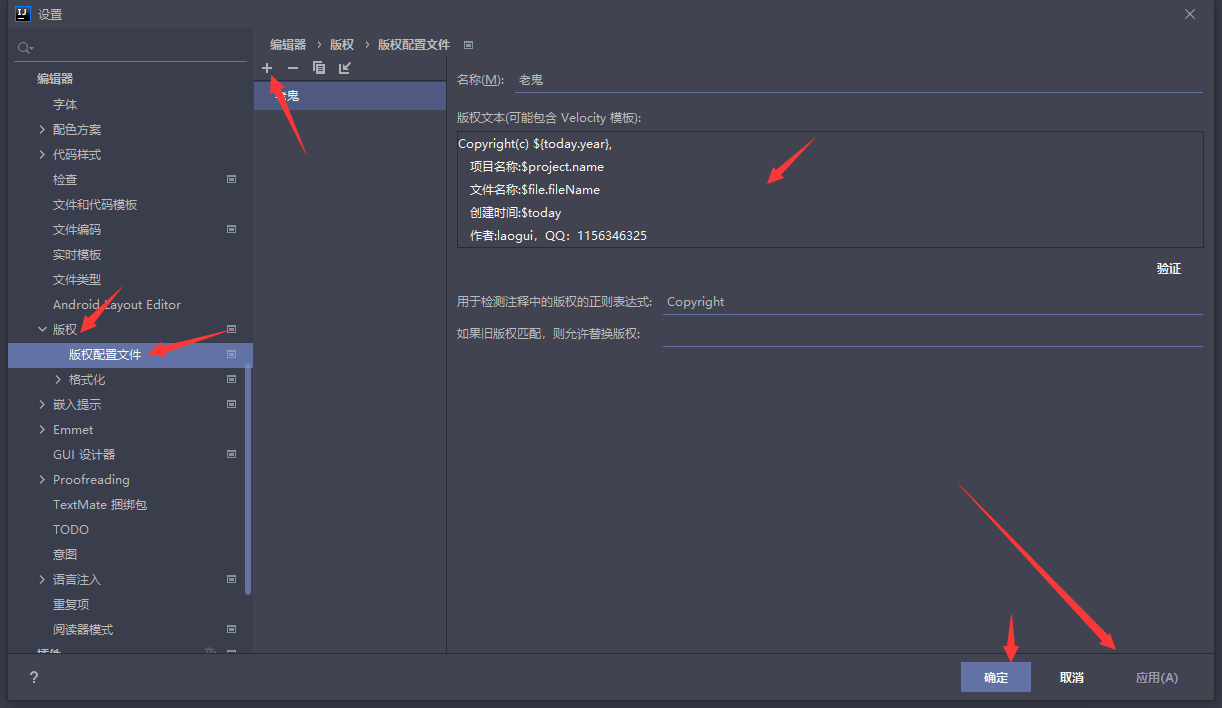 设置
编辑器
字体
配色方案
代码样式
检查
文件和代码模板
文件编码
实时模板
文件类型
Android Layout Editor
版权
版权配置文件
格式化
嵌入提示
Emmet
GUI 设计器
Proofreading
TextMate 捆绑包
TODO
意图
语言注入
重复项
阅读器模式
插件
编辑器 › 版权 › 版权配置文件
老鬼
名称(M): 老鬼
版权文本(可能包含 Velocity 模板):
Copyright(c) ${today.year},
项目名称:$project.name
文件名称:$file.fileName
创建时间:$today
作者:laogui，QQ：1156346325
验证
用于检测注释中的版权的正则表达式: Copyright
如果旧版权匹配，则允许替换版权:
? 确定 取消 应用(A)